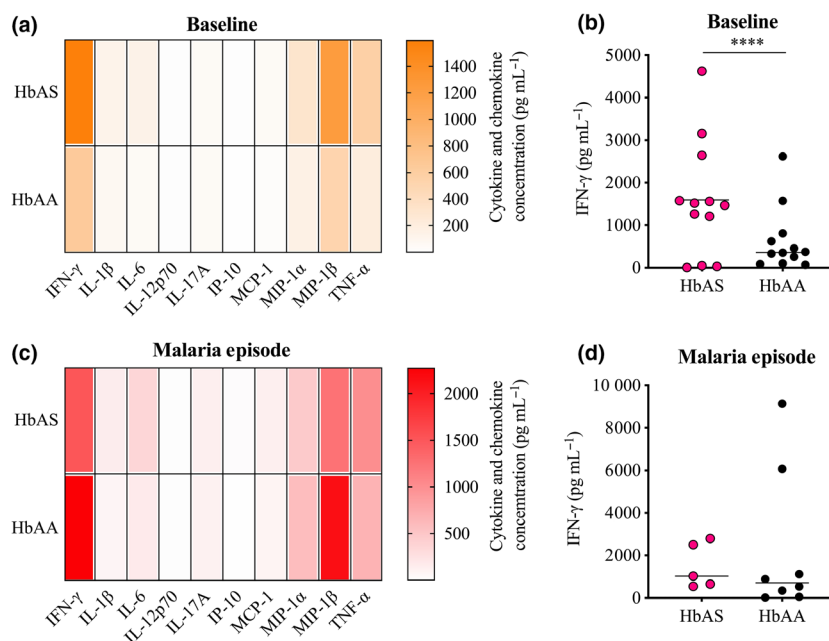 (a)
Baseline
HbAS
HbAA
IFN-γ
IL-1β
IL-6
IL-12p70
IL-17A
IP-10
MCP-1
MIP-1α
MIP-1β
TNF-α
1400
1200
1000
800
600
400
200
Cytokine and chemokine
concemtration (pg mL⁻¹)
(b)
Baseline
****
5000
4000
3000
2000
1000
0
IFN-γ (pg mL⁻¹)
HbAS
HbAA
(c)
Malaria episode
HbAS
HbAA
IFN-γ
IL-1β
IL-6
IL-12p70
IL-17A
IP-10
MCP-1
MIP-1α
MIP-1β
TNF-α
2000
1500
1000
500
Cytokine and chemokine
concemtration (pg mL⁻¹)
(d)
Malaria episode
10 000
8000
6000
4000
2000
0
IFN-γ (pg mL⁻¹)
HbAS
HbAA